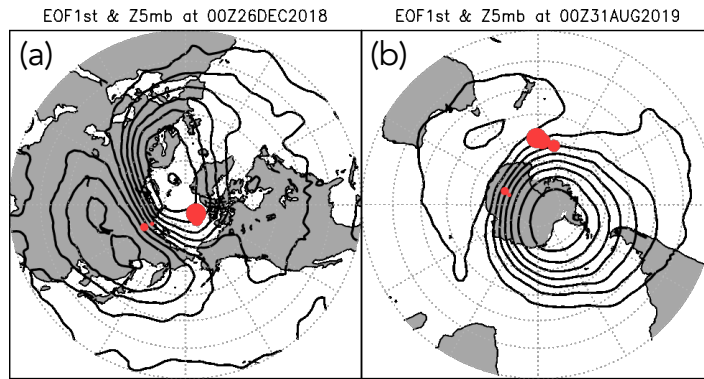 EOF1st & Z5mb at 00Z26DEC2018
EOF1st & Z5mb at 00Z31AUG2019
(a)
(b)